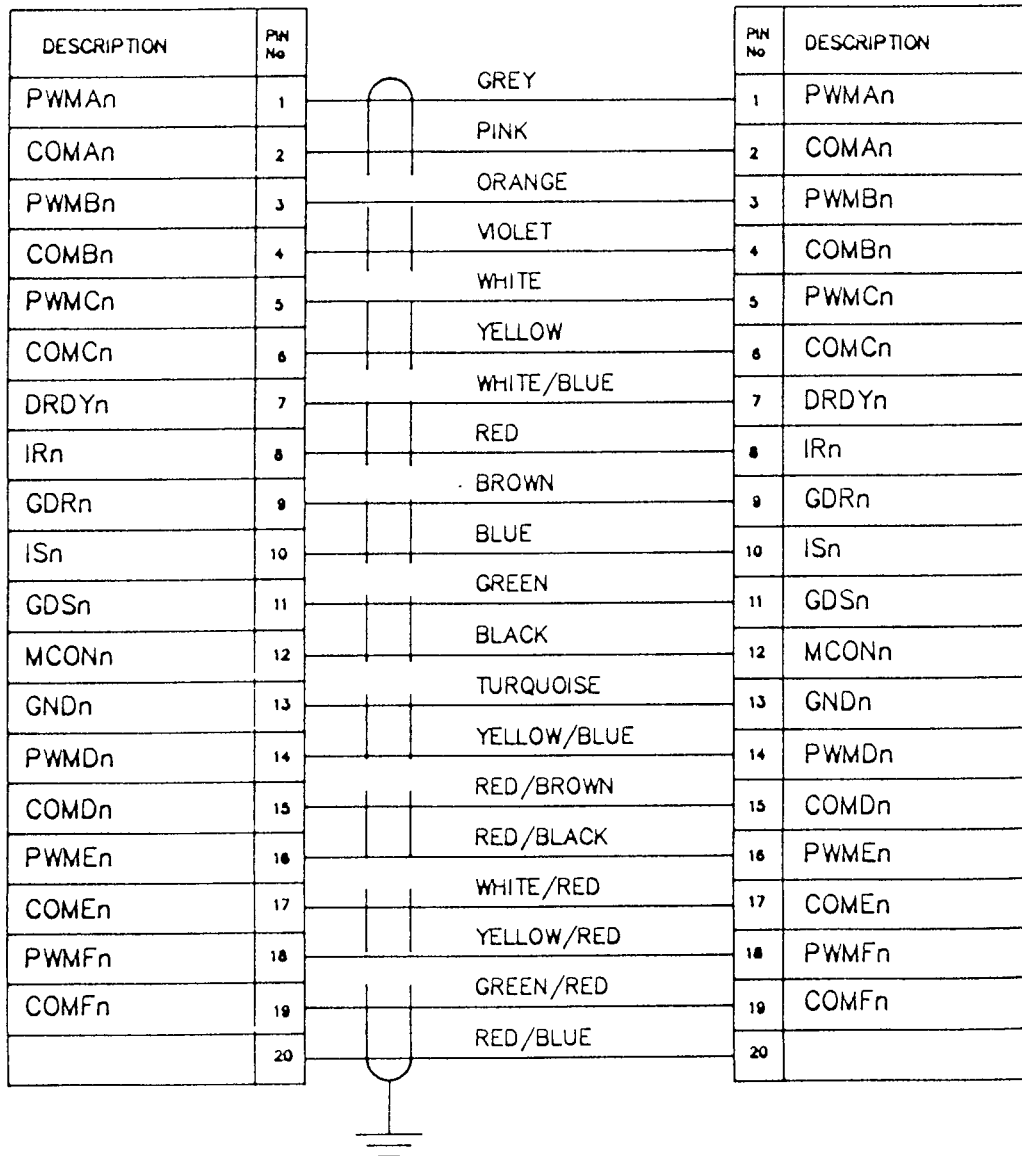 DESCRIPTION PIN No PIN No DESCRIPTION
PWMAn 1 GREY 1 PWMAn
COMAn 2 PINK 2 COMAn
PWMBn 3 ORANGE 3 PWMBn
COMBn 4 VIOLET 4 COMBn
PWMCn 5 WHITE 5 PWMCn
COMCn 6 YELLOW 6 COMCn
DRDYn 7 WHITE/BLUE 7 DRDYn
IRn 8 RED 8 IRn
GDRn 9 BROWN 9 GDRn
ISn 10 BLUE 10 ISn
GDSn 11 GREEN 11 GDSn
MCONn 12 BLACK 12 MCONn
GNDn 13 TURQUOISE 13 GNDn
PWMDn 14 YELLOW/BLUE 14 PWMDn
COMDn 15 RED/BROWN 15 COMDn
PWMEn 16 RED/BLACK 16 PWMEn
COMEn 17 WHITE/RED 17 COMEn
PWMFn 18 YELLOW/RED 18 PWMFn
COMFn 19 GREEN/RED 19 COMFn
20 RED/BLUE 20